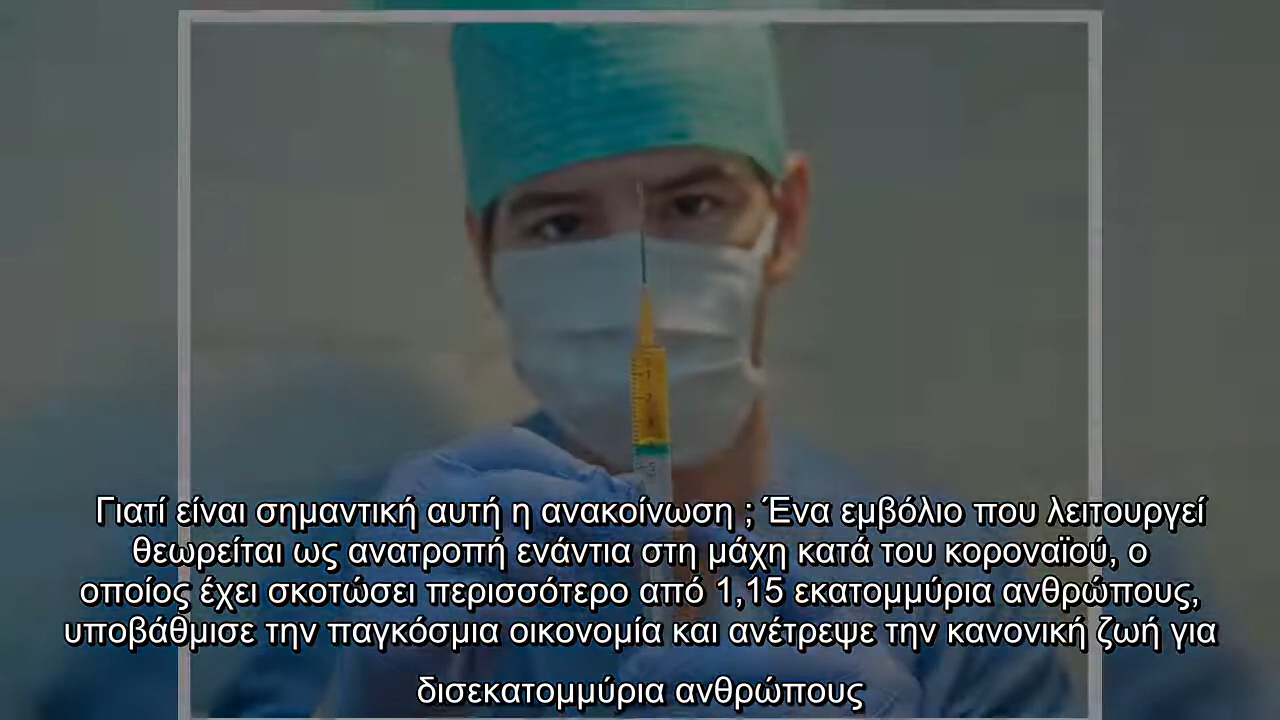 Γιατί είναι σημαντική αυτή η ανακοίνωση ; Ένα εμβόλιο που λειτουργεί
θεωρείται ως ανατροπή ενάντια στη μάχη κατά του κοροναϊού, ο
οποίος έχει σκοτώσει περισσότερο από 1,15 εκατομμύρια ανθρώπους,
υποβάθμισε την παγκόσμια οικονομία και ανέτρεψε την κανονική ζωή για
δισεκατομμύρια ανθρώπους